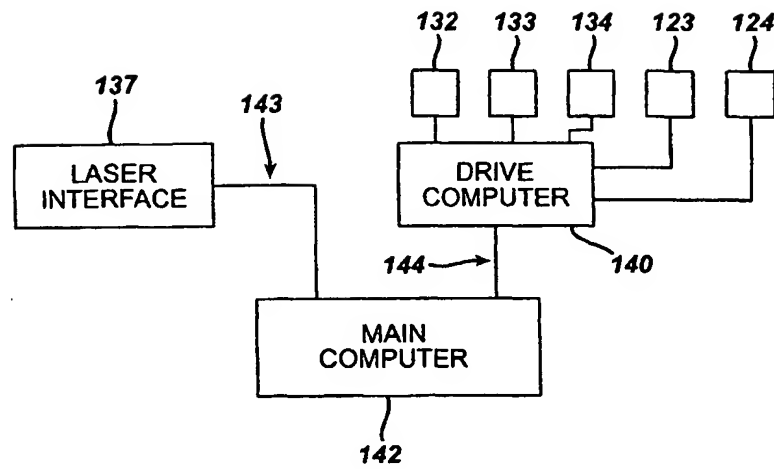 132
133
134
123
124
137
143
LASER
INTERFACE
DRIVE
COMPUTER
144
140
MAIN
COMPUTER
142